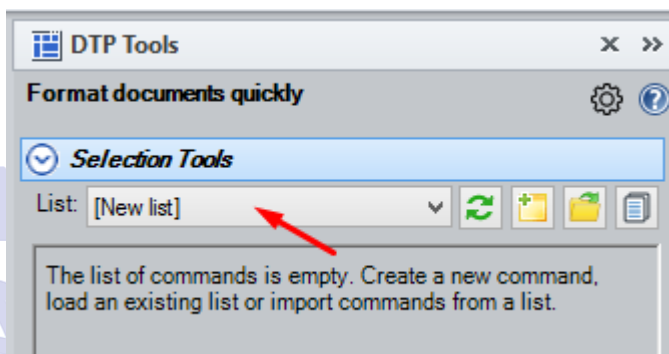 DTP Tools
Format documents quickly
Selection Tools
List: [New list]
The list of commands is empty. Create a new command,
load an existing list or import commands from a list.